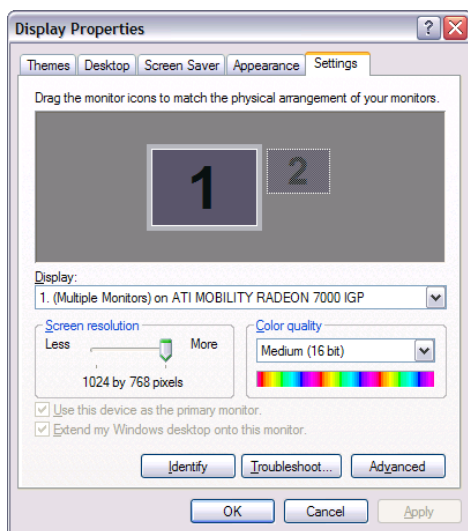 Display Properties
Themes Desktop Screen Saver Appearance Settings
Drag the monitor icons to match the physical arrangement of your monitors.
1 2
Display:
1. (Multiple Monitors) on ATI MOBILITY RADEON 7000 IGP
Screen resolution
Less More
1024 by 768 pixels
Color quality
Medium (16 bit)
Use this device as the primary monitor.
Extend my Windows desktop onto this monitor.
Identify Troubleshoot... Advanced
OK Cancel Apply